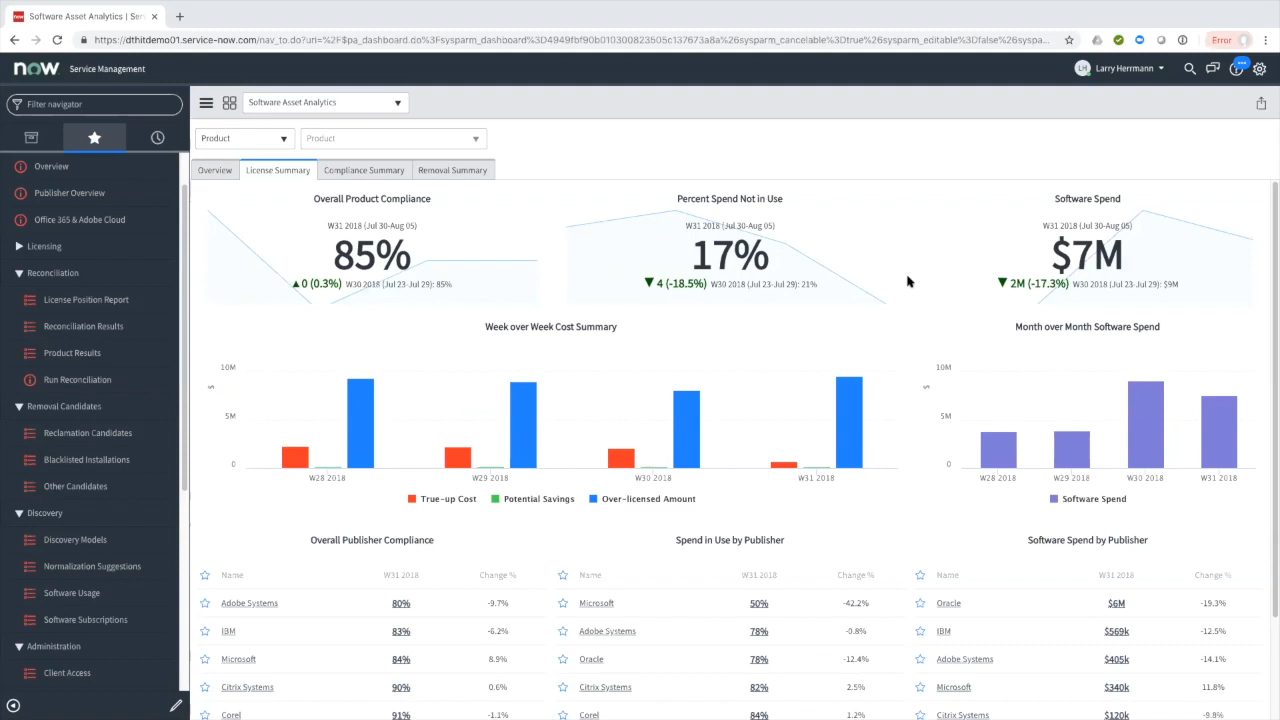 Software Asset Analytics | Ser
https://dthitdemo01.service-now.com/nav_to.do?uri=%2F$pa_dashboard.do%3Fsysparm_dashboard%3D4949fbf90b010300823505c137673a8a%26sysparm_cancelable%3Dtrue%26sysparm_editable%3Dfalse%26syspa...
Error
now Service Management
LH Larry Herrmann
Filter navigator
Software Asset Analytics
Product Product
Overview License Summary Compliance Summary Removal Summary
Overview
Publisher Overview
Office 365 & Adobe Cloud
Licensing
Reconciliation
License Position Report
Reconciliation Results
Product Results
Run Reconciliation
Removal Candidates
Reclamation Candidates
Blacklisted Installations
Other Candidates
Discovery
Discovery Models
Normalization Suggestions
Software Usage
Software Subscriptions
Administration
Client Access
Overall Product Compliance
W31 2018 (Jul 30-Aug 05)
85%
▲0 (0.3%) W30 2018 (Jul 23-Jul 29): 85%
Percent Spend Not in Use
W31 2018 (Jul 30-Aug 05)
17%
▼4 (-18.5%) W30 2018 (Jul 23-Jul 29): 21%
Software Spend
W31 2018 (Jul 30-Aug 05)
$7M
▼2M (-17.3%) W30 2018 (Jul 23-Jul 29): $9M
Week over Week Cost Summary
10M
$
5M
0
W28 2018 W29 2018 W30 2018 W31 2018
True-up Cost Potential Savings Over-licensed Amount
Month over Month Software Spend
10M
$
5M
0
W28 2018 W29 2018 W30 2018 W31 2018
Software Spend
Overall Publisher Compliance
Name W31 2018 Change %
Adobe Systems 80% -9.7%
IBM 83% -6.2%
Microsoft 84% 8.9%
Citrix Systems 90% 0.6%
Corel 91% -1.1%
Spend in Use by Publisher
Name W31 2018 Change %
Microsoft 50% -42.2%
Adobe Systems 78% -0.8%
Oracle 78% -12.4%
Citrix Systems 82% 2.5%
Corel 84% 1.2%
Software Spend by Publisher
Name W31 2018 Change %
Oracle $6M -19.3%
IBM $569k -12.5%
Adobe Systems $405k -14.1%
Microsoft $340k 11.8%
Citrix Systems $120k -9.8%